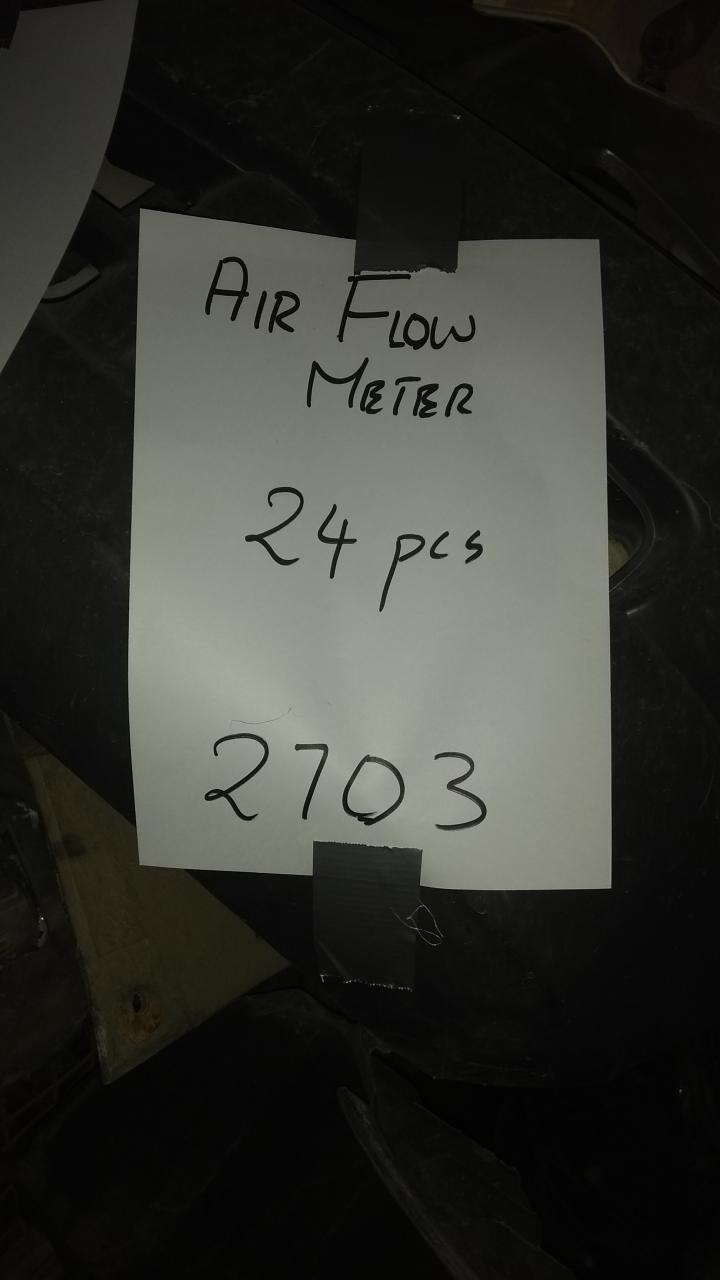 AIR FLOW
METER
24 pcs
2703